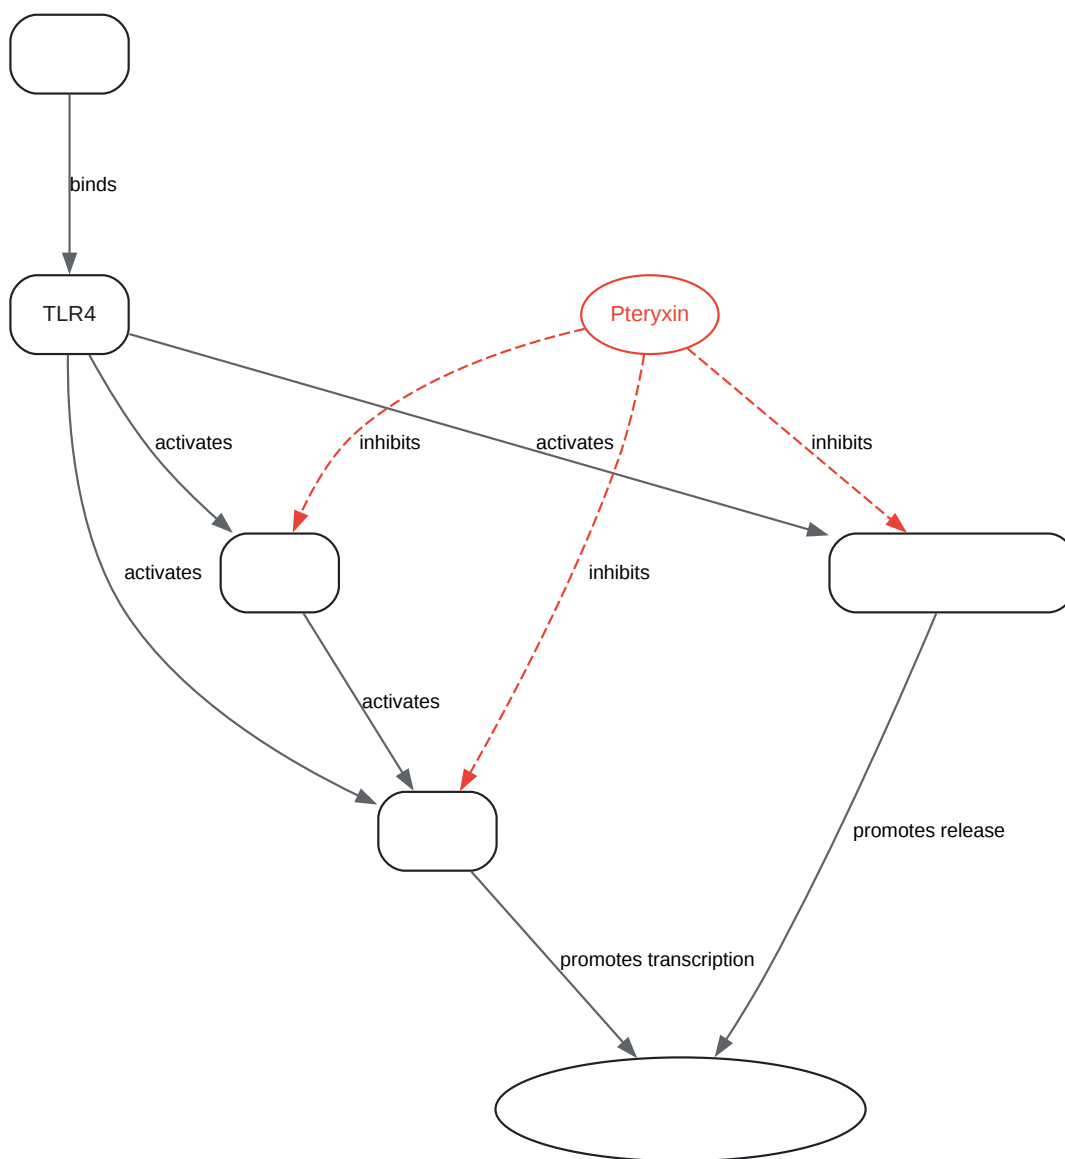 binds
TLR4
Pteryxin
activates
inhibits
activates
inhibits
activates
inhibits
activates
promotes release
promotes transcription